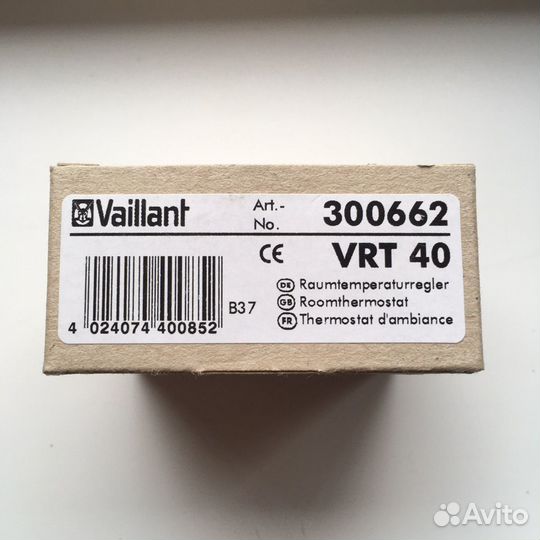 Vaillant
Art.-
No.
300662
CE
VRT 40
DE Raumtemperaturregler
GB Roomthermostat
FR Thermostat d'ambiance
4 024074 400852
B37
Avito